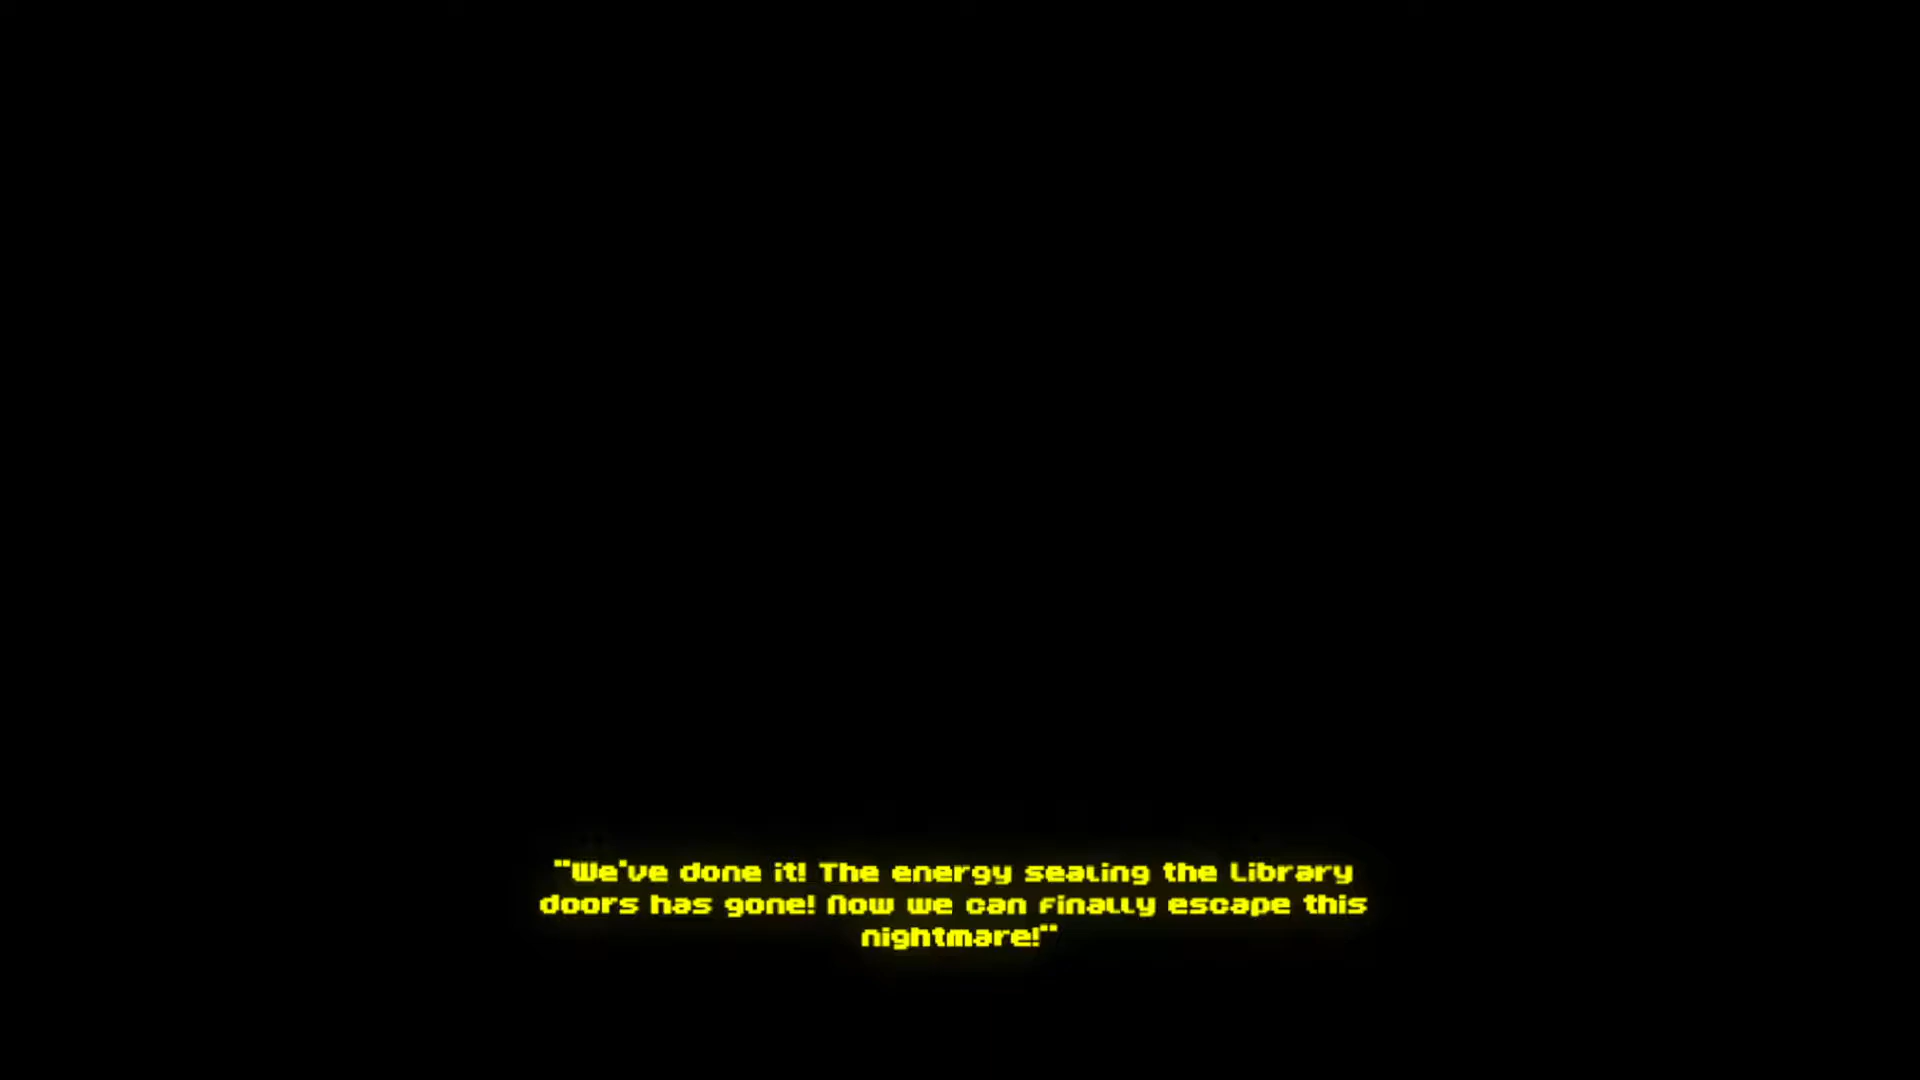 "We've done it! The energy sealing the Library
doors has gone! Now we can finally escape this
nightmare!"